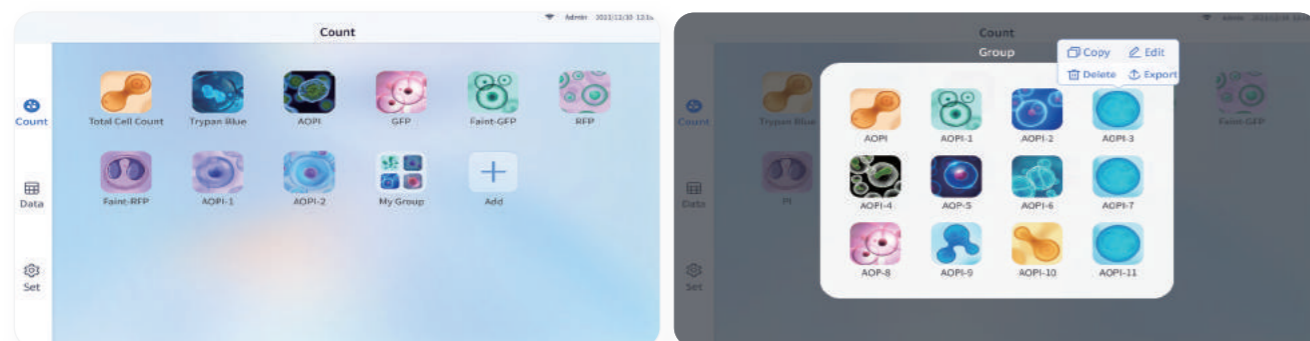 Admin
Count
Total Cell Count Trypan Blue AOPI GFP Faint-GFP RFP
Count
Faint-RFP AOPI-1 AOPI-2 My Group Add
Data
Set
Admin
Count
Group
Copy Edit
Delete Export
AOPI AOPI-1 AOPI-2 AOPI-3
Count Trypan Blue Faint-GFP
AOPI-4 AOP-5 AOPI-6 AOPI-7
Data PI
AOP-8 AOPI-9 AOPI-10 AOPI-11
Set